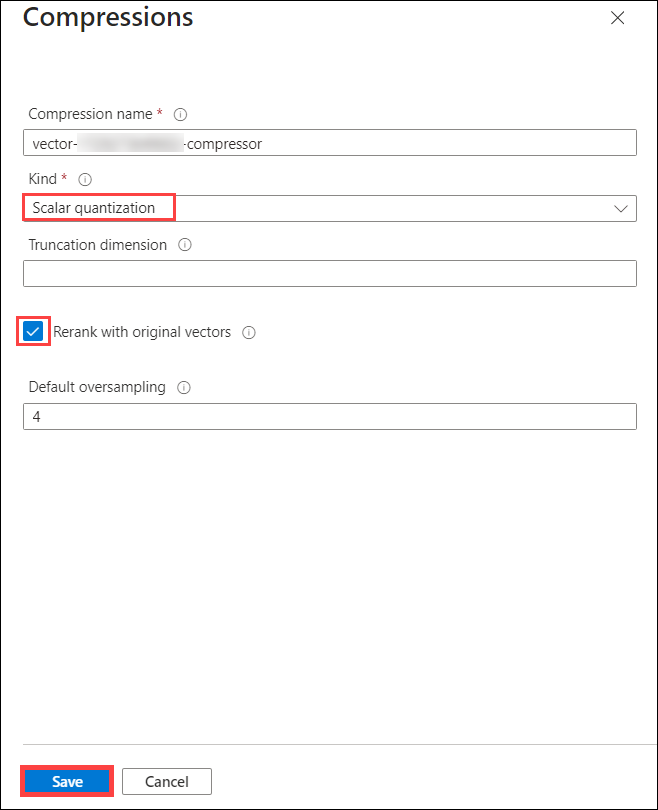 Compressions
Compression name *
vector- -compressor
Kind *
Scalar quantization
Truncation dimension
Rerank with original vectors
Default oversampling
4
Save
Cancel